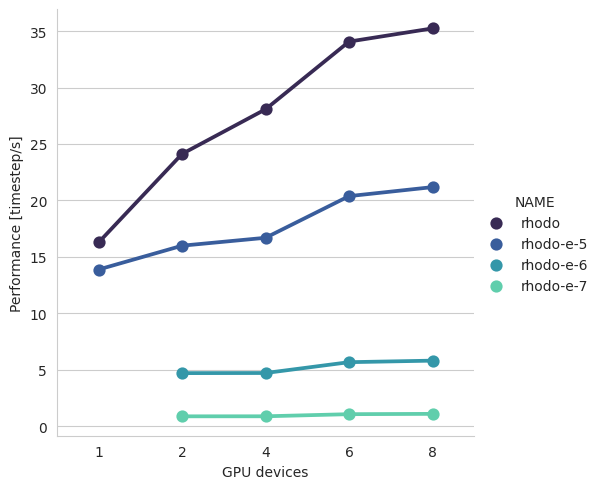 35
30
25
20
15
10
5
0
Performance [timestep/s]
1 2 4 6 8
GPU devices
NAME
rhodo
rhodo-e-5
rhodo-e-6
rhodo-e-7